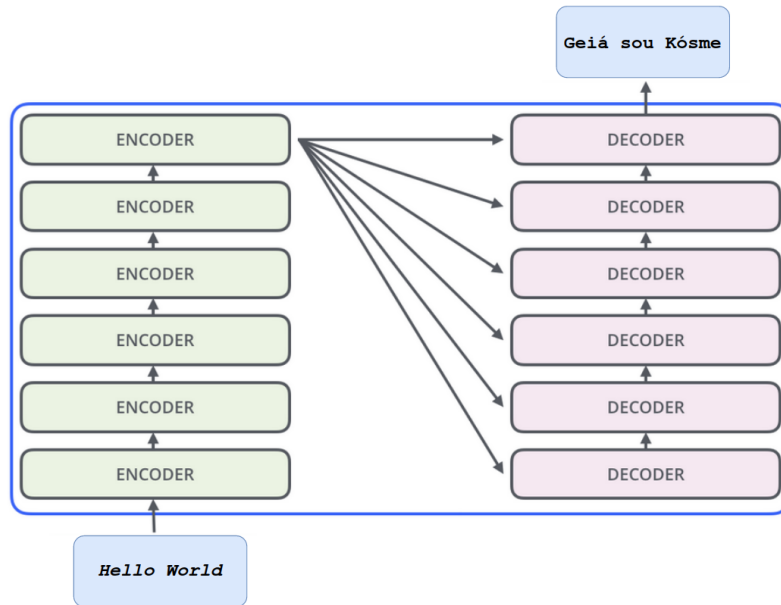 Geiá sou Kósme
ENCODER
ENCODER
ENCODER
ENCODER
ENCODER
ENCODER
DECODER
DECODER
DECODER
DECODER
DECODER
DECODER
Hello World